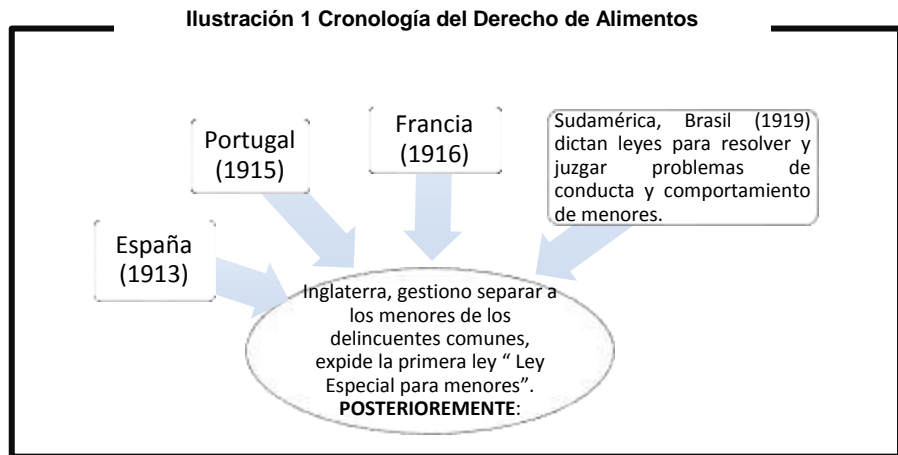 Ilustración 1 Cronología del Derecho de Alimentos
España
(1913)
Portugal
(1915)
Francia
(1916)
Sudamérica, Brasil (1919)
dictan leyes para resolver y
juzgar problemas de
conducta y comportamiento
de menores.
Inglaterra, gestiono separar a
los menores de los
delincuentes comunes,
expide la primera ley “ Ley
Especial para menores”.
POSTERIOREMENTE: